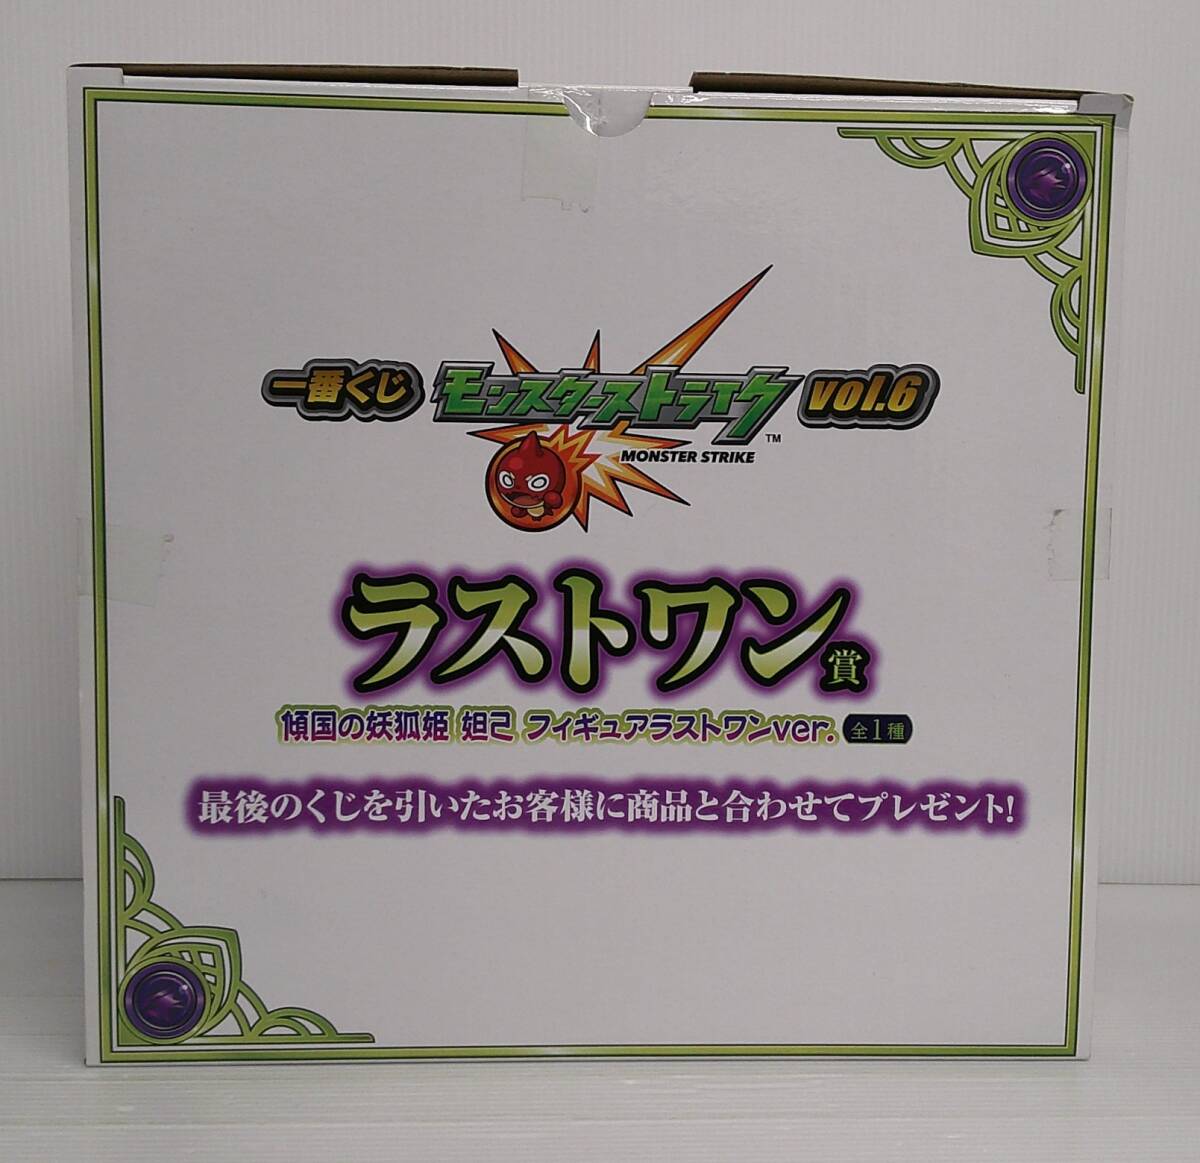 一番くじ モンスターストライク vol.6
TM
MONSTER STRIKE
ラストワン賞
傾国の妖狐姫 妲己 フィギュアラストワンver. 全1種
最後のくじを引いたお客様に商品と合わせてプレゼント!